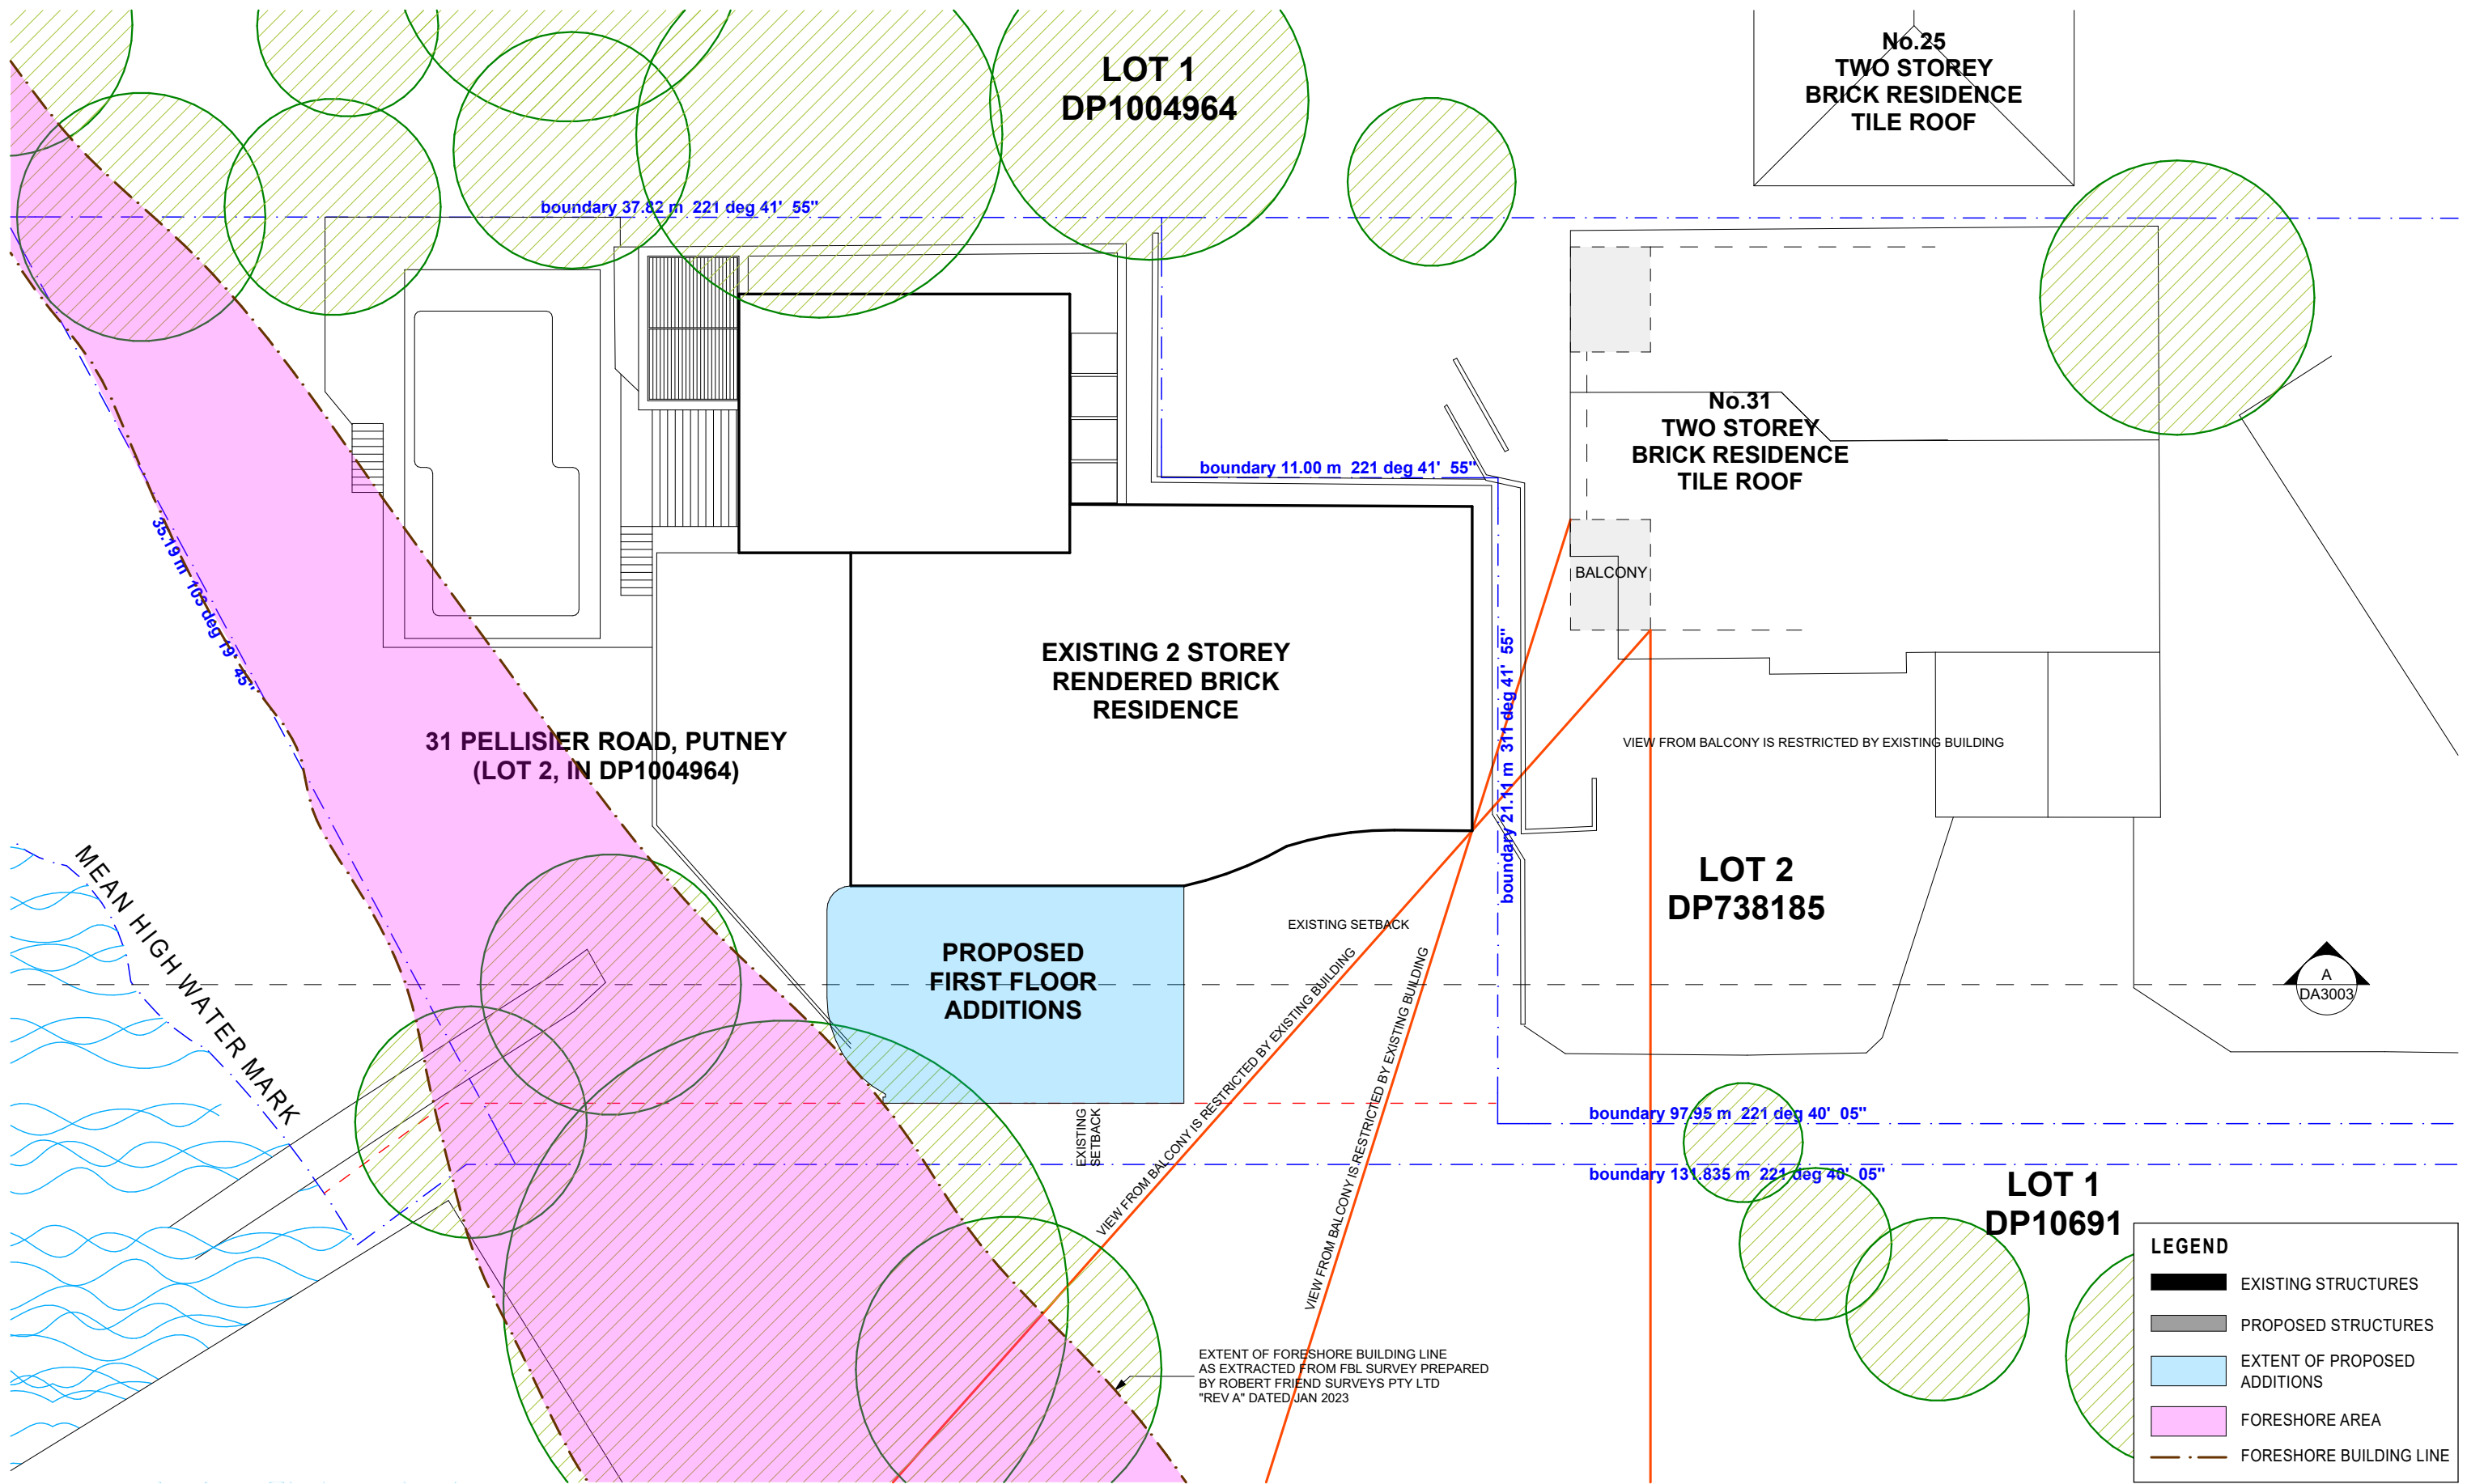 No.25
TWO STOREY
BRICK RESIDENCE
TILE ROOF
LOT 1
DP1004964
boundary 37.82 m  221 deg 41'  55"
boundary 11.00 m  221 deg 41'  55"
No.31
TWO STOREY
BRICK RESIDENCE
TILE ROOF
BALCONY
35.19 m  103 deg 19'  45"
EXISTING 2 STOREY
RENDERED BRICK
RESIDENCE
boundary 21.11 m  311 deg 41'  55"
31 PELLISIER ROAD, PUTNEY
(LOT 2, IN DP1004964)
VIEW FROM BALCONY IS RESTRICTED BY EXISTING BUILDING
MEAN HIGH WATER MARK
LOT 2
DP738185
EXISTING SETBACK
PROPOSED
FIRST FLOOR
ADDITIONS
VIEW FROM BALCONY IS RESTRICTED BY EXISTING BUILDING
VIEW FROM BALCONY IS RESTRICTED BY EXISTING BUILDING
A
DA3003
EXISTING
SETBACK
boundary 97.95 m  221 deg 40'  05"
boundary 131.835 m  221 deg 40'  05"
LOT 1
DP10691
EXTENT OF FORESHORE BUILDING LINE
AS EXTRACTED FROM FBL SURVEY PREPARED
BY ROBERT FRIEND SURVEYS PTY LTD
"REV A" DATED JAN 2023
LEGEND
EXISTING STRUCTURES
PROPOSED STRUCTURES
EXTENT OF PROPOSED
ADDITIONS
FORESHORE AREA
FORESHORE BUILDING LINE